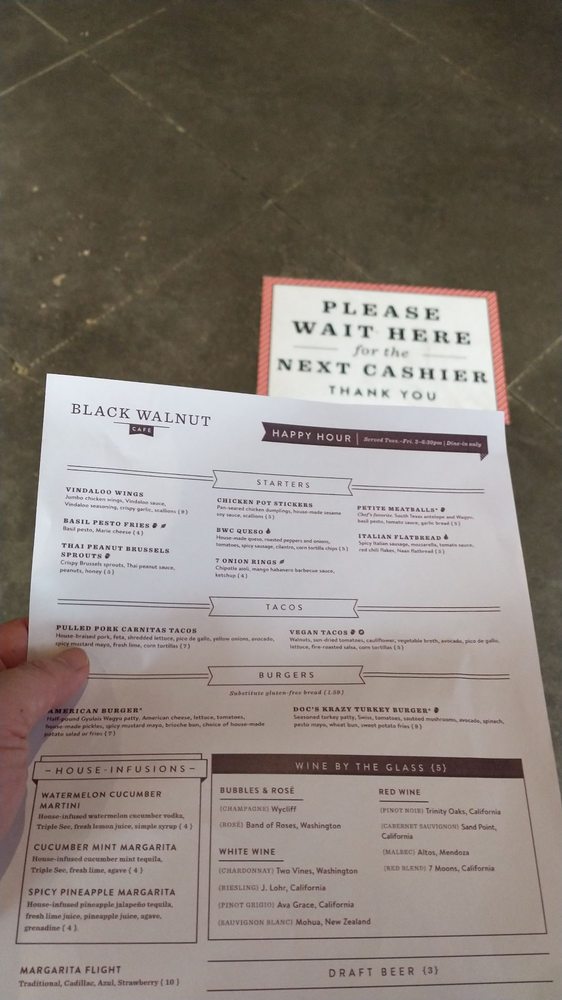 PLEASE
WAIT HERE
for the
NEXT CASHIER
THANK YOU
BLACK WALNUT
CAFE
HAPPY HOUR | Served Tues.-Fri. 3-6:30pm | Dine-in only
STARTERS
VINDALOO WINGS
Jumbo chicken wings, Vindaloo sauce,
Vindaloo seasoning, crispy garlic, scallions {9}
BASIL PESTO FRIES
Basil pesto, Marie cheese {4}
THAI PEANUT BRUSSELS
SPROUTS
Crispy Brussels sprouts, Thai peanut sauce,
peanuts, honey {5}
CHICKEN POT STICKERS
Pan-seared chicken dumplings, house-made sesame
soy sauce, scallions {5}
BWC QUESO
House-made queso, roasted peppers and onions,
tomatoes, spicy sausage, cilantro, corn tortilla chips {5}
7 ONION RINGS
Chipotle aioli, mango habanero barbecue sauce,
ketchup {4}
PETITE MEATBALLS*
Chef's favorite. South Texas antelope and Wagyu,
basil pesto, tomato sauce, garlic bread {5}
ITALIAN FLATBREAD
Spicy Italian sausage, mozzarella, tomato sauce,
red chili flakes, Naan flatbread {5}
TACOS
PULLED PORK CARNITAS TACOS
House-braised pork, feta, shredded lettuce, pico de gallo, yellow onions, avocado,
spicy mustard mayo, fresh lime, corn tortillas {7}
VEGAN TACOS
Walnuts, sun-dried tomatoes, cauliflower, vegetable broth, avocado, pico de gallo,
lettuce, fire-roasted salsa, corn tortillas {5}
BURGERS
Substitute gluten-free bread {1.59}
AMERICAN BURGER*
Half-pound Gyulais Wagyu patty, American cheese, lettuce, tomatoes,
house-made pickles, spicy mustard mayo, brioche bun, choice of house-made
potato salad or fries {7}
DOC'S KRAZY TURKEY BURGER*
Seasoned turkey patty, Swiss, tomatoes, sautéed mushrooms, avocado, spinach,
pesto mayo, wheat bun, sweet potato fries {8}
HOUSE-INFUSIONS
WATERMELON CUCUMBER
MARTINI
House-infused watermelon cucumber vodka,
Triple Sec, fresh lemon juice, simple syrup {4}
CUCUMBER MINT MARGARITA
House-infused cucumber mint tequila,
Triple Sec, fresh lime, agave {4}
SPICY PINEAPPLE MARGARITA
House-infused pineapple jalapeño tequila,
fresh lime juice, pineapple juice, agave,
grenadine {4}
MARGARITA FLIGHT
Traditional, Cadillac, Azul, Strawberry {10}
WINE BY THE GLASS {5}
BUBBLES & ROSÉ
{CHAMPAGNE} Wycliff
{ROSÉ} Band of Roses, Washington
WHITE WINE
{CHARDONNAY} Two Vines, Washington
{RIESLING} J. Lohr, California
{PINOT GRIGIO} Ava Grace, California
{SAUVIGNON BLANC} Mohua, New Zealand
RED WINE
{PINOT NOIR} Trinity Oaks, California
{CABERNET SAUVIGNON} Sand Point,
California
{MALBEC} Altos, Mendoza
{RED BLEND} 7 Moons, California
DRAFT BEER {3}